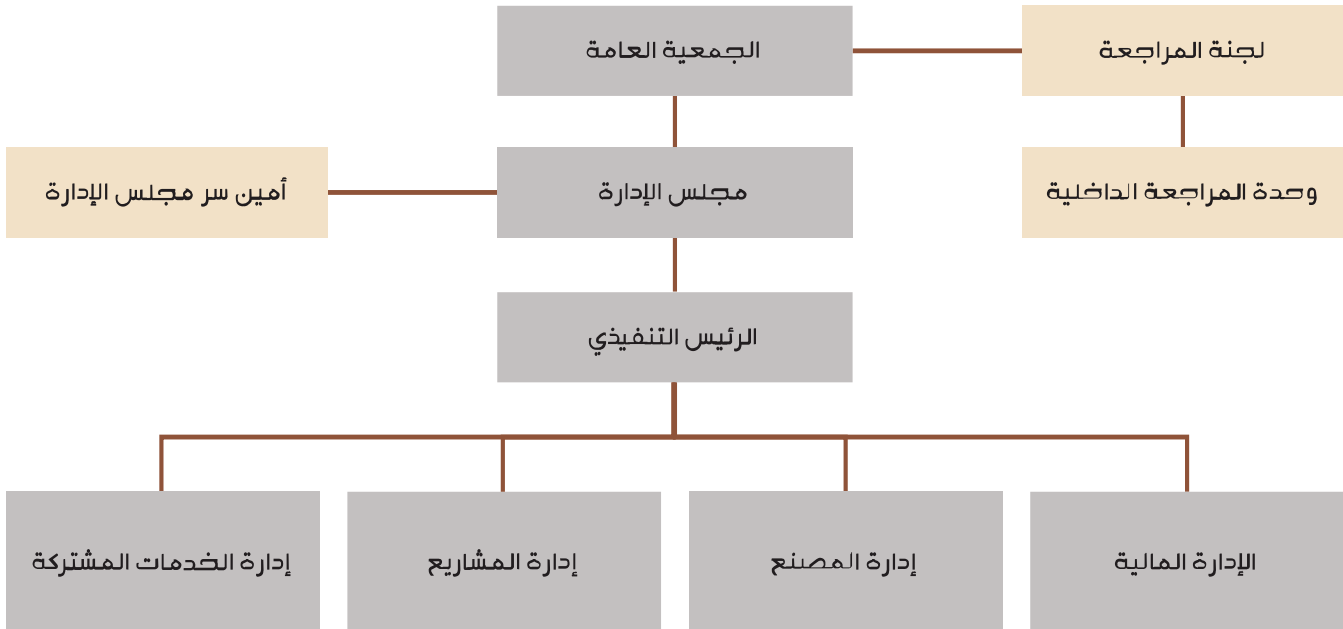 لجنة المراجعة
الجمعية العامة
وحدة المراجعة الداخلية
مجلس الإدارة
أمين سر مجلس الإدارة
الرئيس التنفيذي
الإدارة المالية
إدارة المصنع
إدارة المشاريع
إدارة الخدمات المشتركة